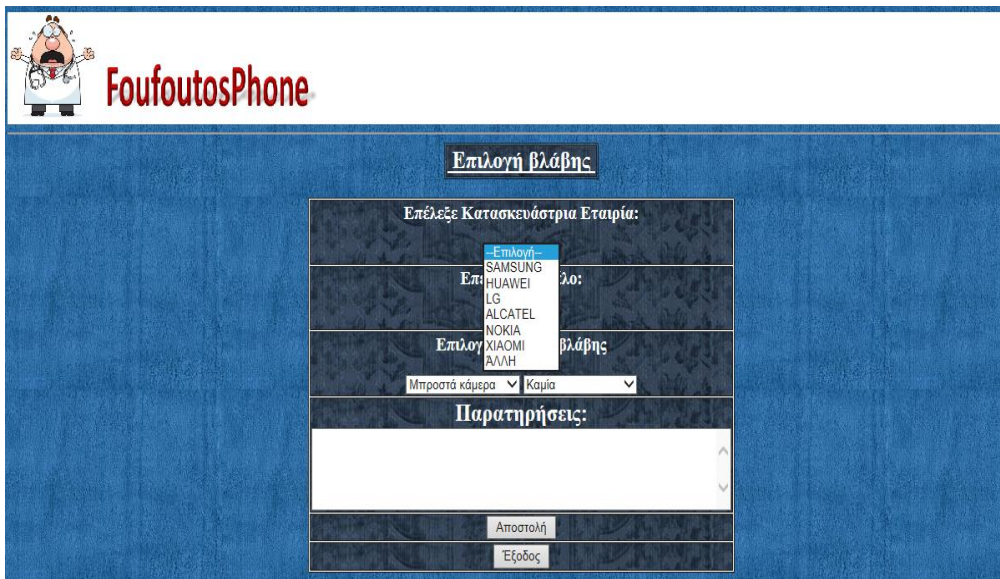 FoufoutosPhone
Επιλογή βλάβης
Επέλεξε Κατασκευάστρια Εταιρία:
--Επιλογή--
SAMSUNG
HUAWEI
LG
ALCATEL
NOKIA
XIAOMI
ΆΛΛΗ
Μπροστά κάμερα Καμία
Παρατηρήσεις:
Αποστολή
Έξοδος